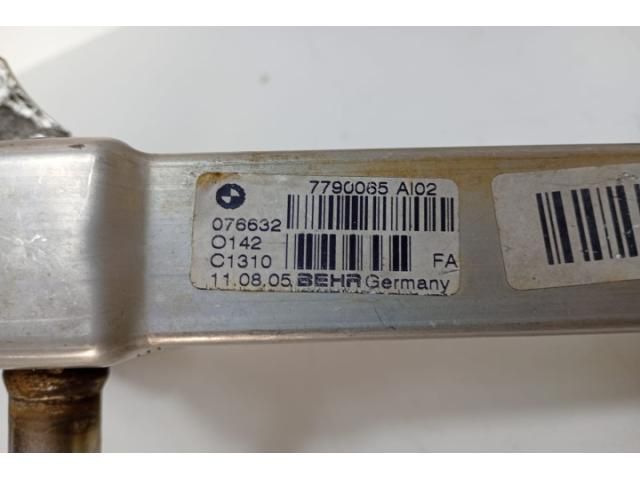 7790065 AI02
076632
O142
C1310 FA
11.08.05 BEHR Germany